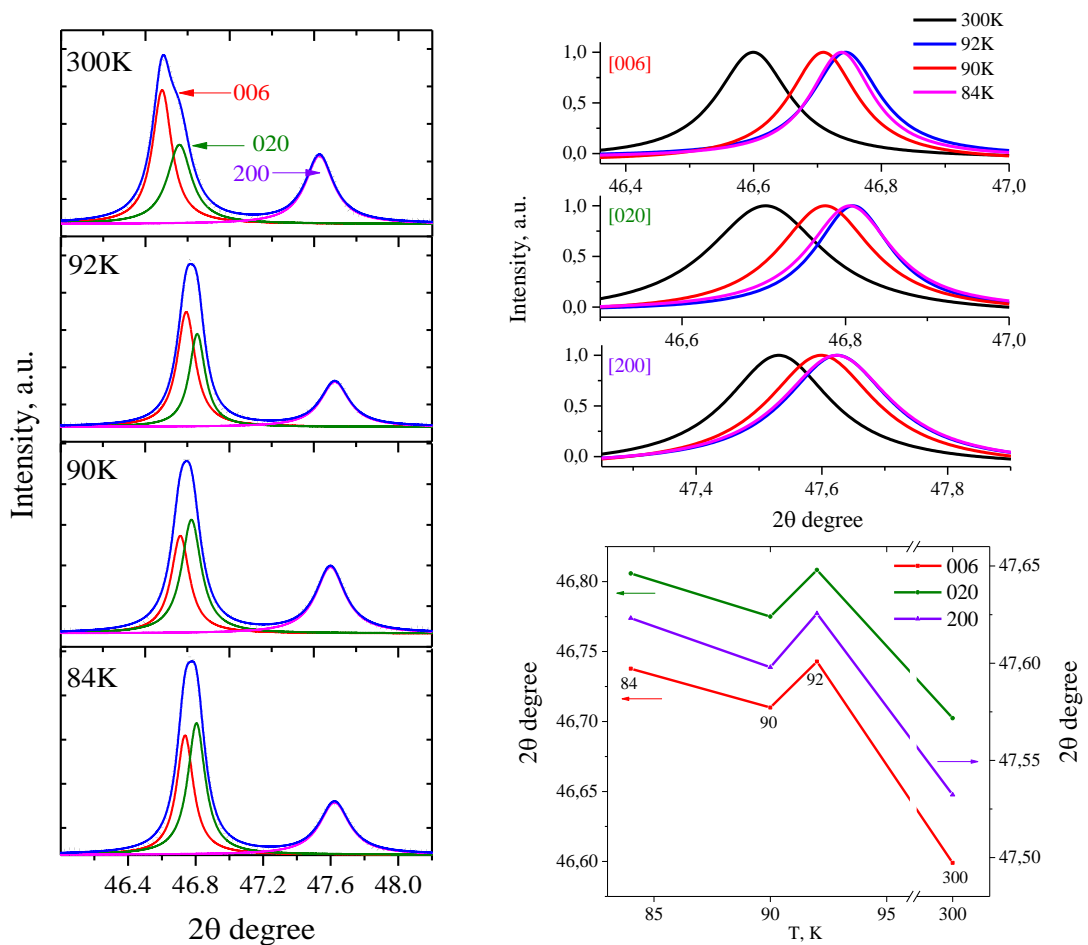 300K
006
020
200
92K
90K
84K
Intensity, a.u.
46.4 46.8 47.2 47.6 48.0
2θ degree
300K
92K
90K
84K
[006]
1,0
0,5
0,0
46,4 46,6 46,8 47,0
[020]
1,0
0,5
0,0
46,6 46,8 47,0
[200]
1,0
0,5
0,0
47,4 47,6 47,8
Intensity, a.u.
2θ degree
006
020
200
46,80
46,75
46,70
46,65
46,60
2θ degree
84
90
92
300
47,65
47,60
47,55
47,50
2θ degree
85 90 95 300
T, K